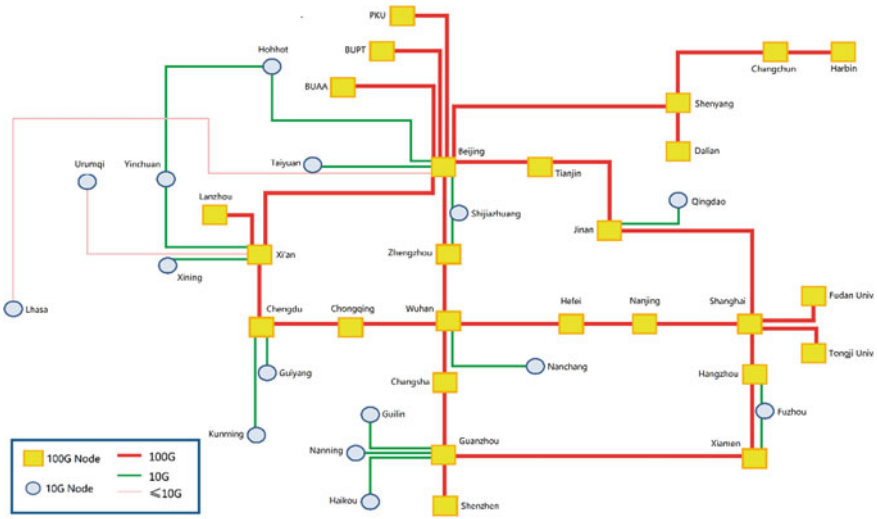 PKU
Hohhot
BUPT
BUAA
Changchun
Harbin
Shenyang
Dalian
Urumqi
Yinchuan
Taiyuan
Beijing
Tianjin
Lanzhou
Qingdao
Shijiazhuang
Jinan
Xi'an
Zhengzhou
Xining
Lhasa
Chengdu
Chongqing
Wuhan
Hefei
Nanjing
Shanghai
Fudan Univ
Tongji Univ
Guiyang
Nanchang
Hangzhou
Changsha
Fuzhou
Guilin
Kunming
Guanzhou
Xiamen
Nanning
Haikou
Shenzhen
100G Node
100G
10G
10G Node
≤10G